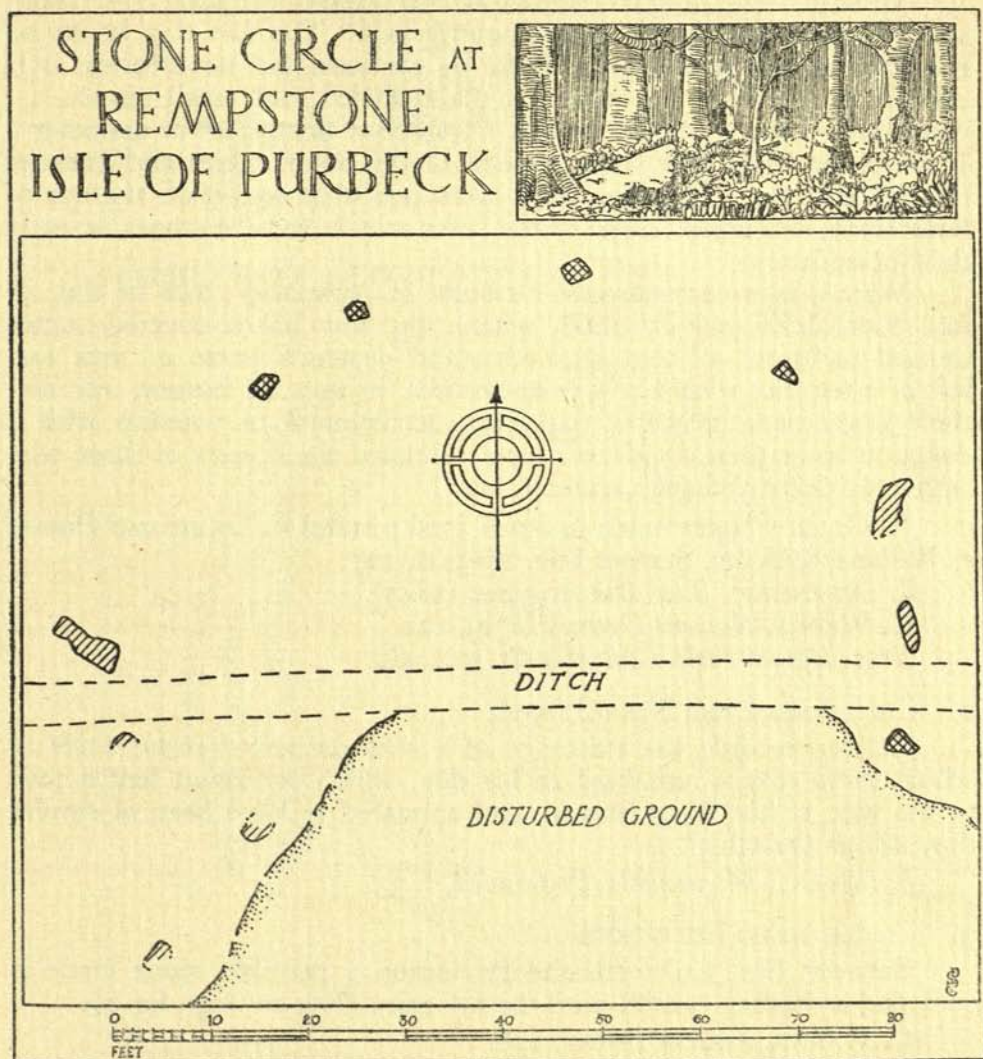 STONE CIRCLE AT
REMPSTONE
ISLE OF PURBECK
DITCH
DISTURBED GROUND
0 10 20 30 40 50 60 70 80
FEET